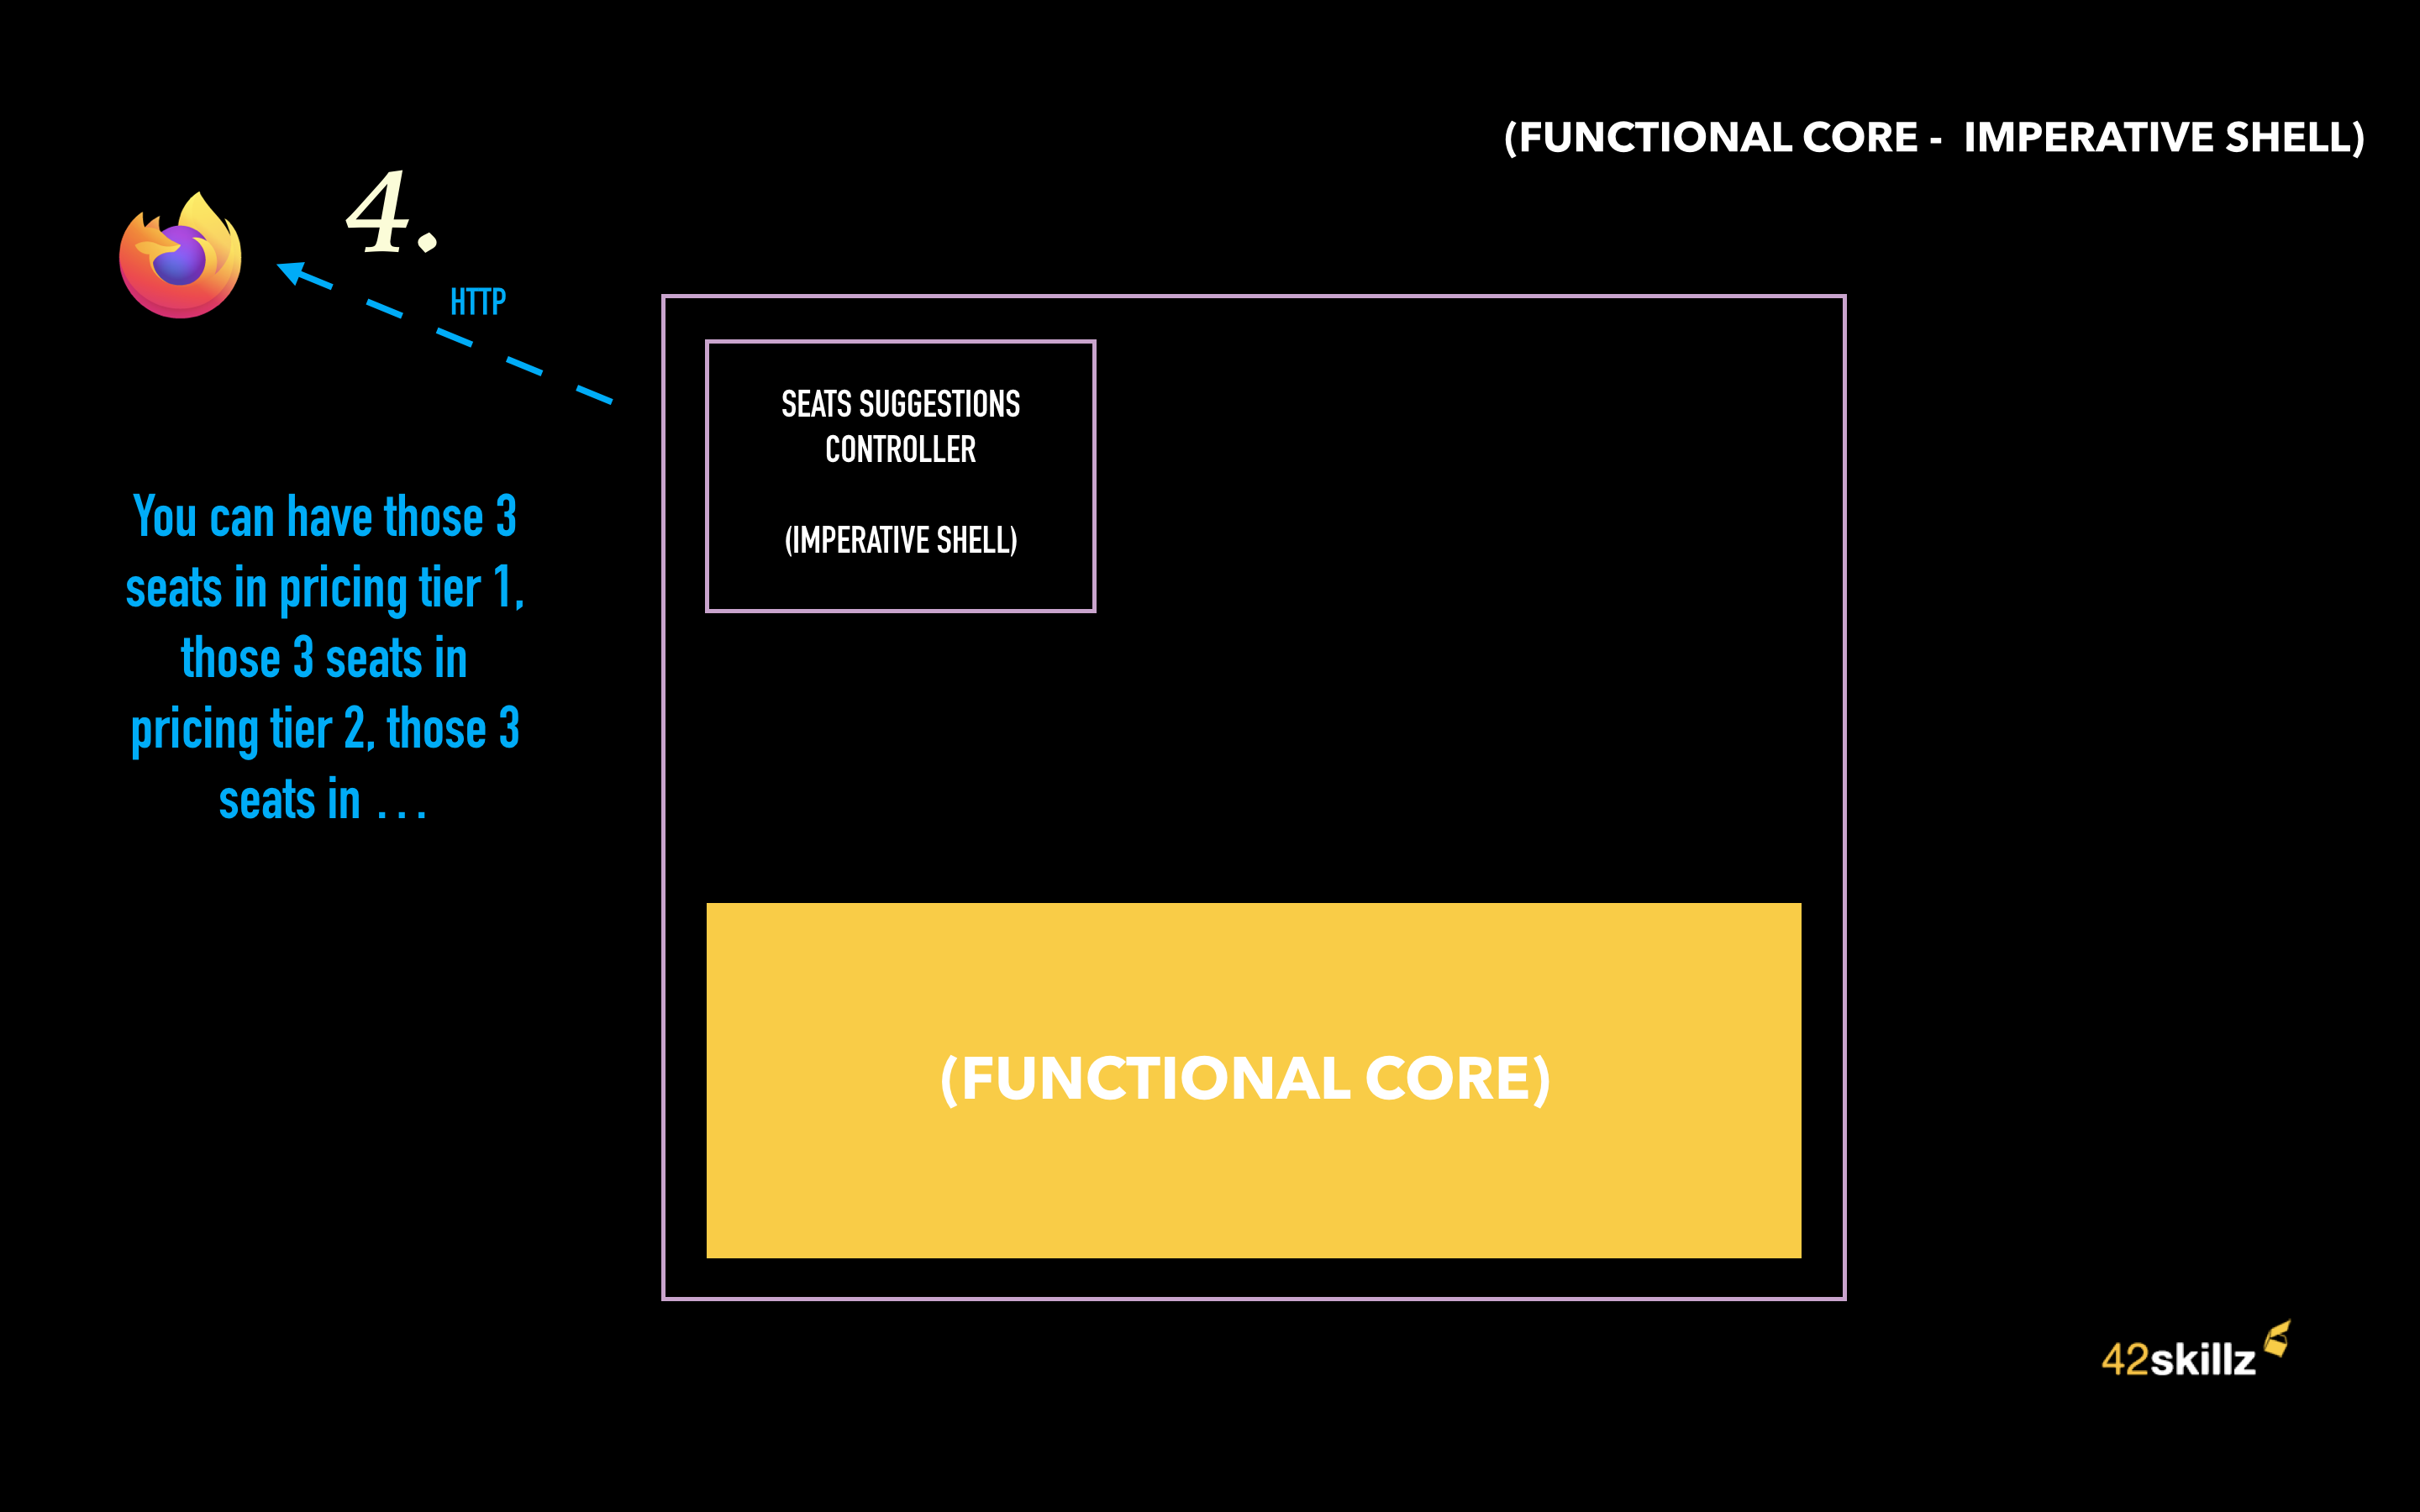 (FUNCTIONAL CORE -  IMPERATIVE SHELL)
4.
HTTP
SEATS SUGGESTIONS
CONTROLLER
(IMPERATIVE SHELL)
You can have those 3
seats in pricing tier 1,
those 3 seats in
pricing tier 2, those 3
seats in ...
(FUNCTIONAL CORE)
42skillz